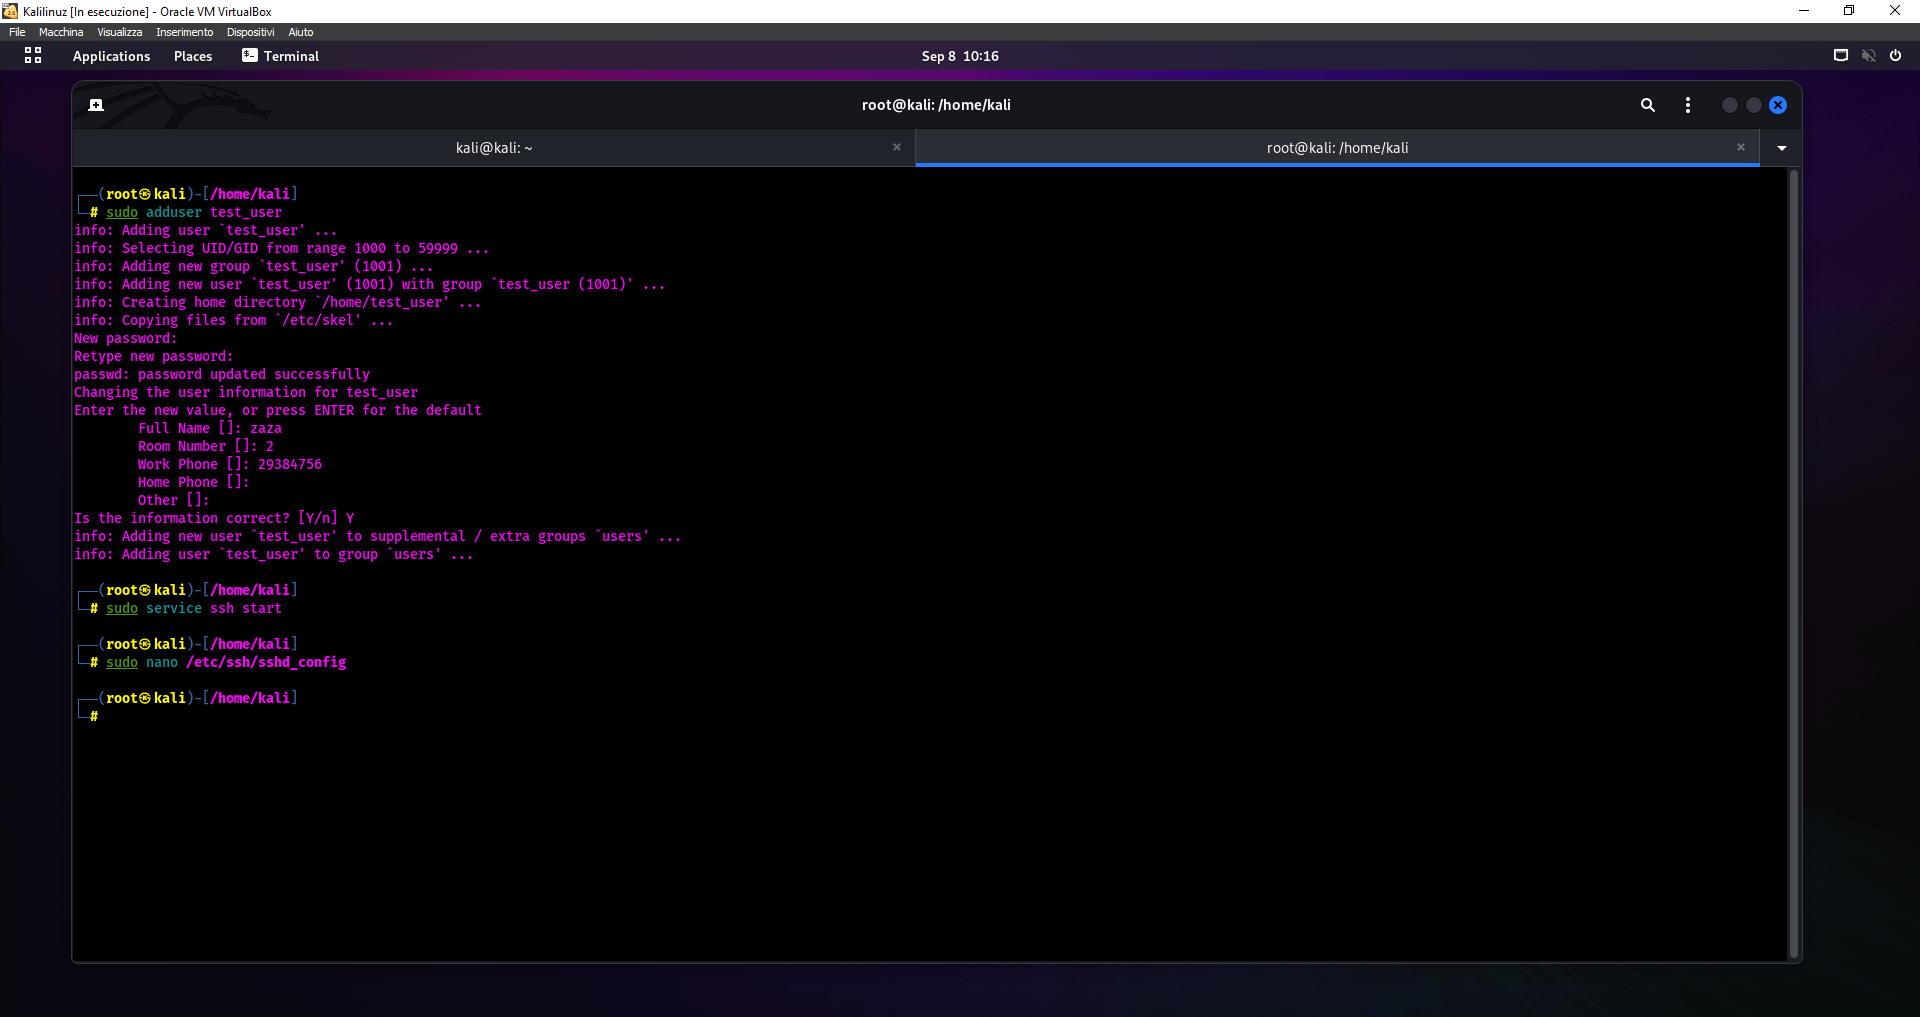 Kalilinuz [In esecuzione] - Oracle VM VirtualBox
File Macchina Visualizza Inserimento Dispositivi Aiuto
Applications Places Terminal Sep 8 10:16
root@kali: /home/kali
kali@kali: ~ root@kali: /home/kali
┌──(root㉿kali)-[/home/kali]
└─# sudo adduser test_user
info: Adding user `test_user' ...
info: Selecting UID/GID from range 1000 to 59999 ...
info: Adding new group `test_user' (1001) ...
info: Adding new user `test_user' (1001) with group `test_user (1001)' ...
info: Creating home directory `/home/test_user' ...
info: Copying files from `/etc/skel' ...
New password:
Retype new password:
passwd: password updated successfully
Changing the user information for test_user
Enter the new value, or press ENTER for the default
Full Name []: zaza
Room Number []: 2
Work Phone []: 29384756
Home Phone []:
Other []:
Is the information correct? [Y/n] Y
info: Adding new user `test_user' to supplemental / extra groups `users' ...
info: Adding user `test_user' to group `users' ...
┌──(root㉿kali)-[/home/kali]
└─# sudo service ssh start
┌──(root㉿kali)-[/home/kali]
└─# sudo nano /etc/ssh/sshd_config
┌──(root㉿kali)-[/home/kali]
└─#